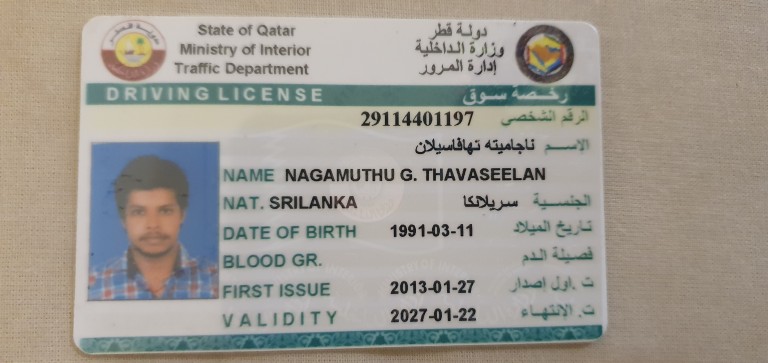 State of Qatar دولة قطر
Ministry of Interior وزارة الداخلية
Traffic Department إدارة المرور
DRIVING LICENSE رخصة سوق
29114401197 الرقم الشخصي
ناجاميته تهافاسيلان الاسم
NAME NAGAMUTHU G. THAVASEELAN
NAT. SRILANKA سريلانكا الجنسية
DATE OF BIRTH 1991-03-11 تاريخ الميلاد
BLOOD GR. فصيلة الدم
FIRST ISSUE 2013-01-27 ت .اول اصدار
VALIDITY 2027-01-22 ت. الانتهاء